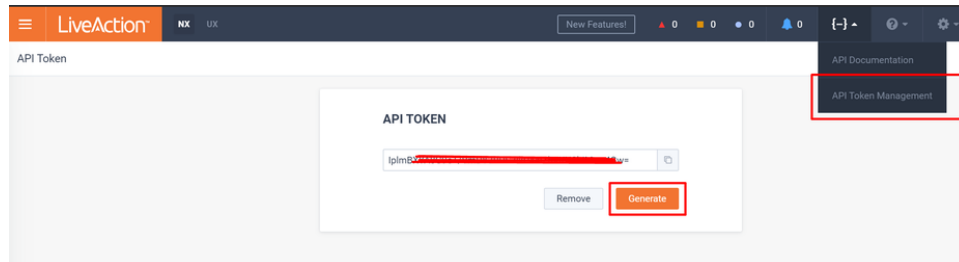 LiveAction NX UX New Features! 0 0 0 0 {-}
API Token
API Documentation
API Token Management
API TOKEN
IplmB w=
Remove Generate